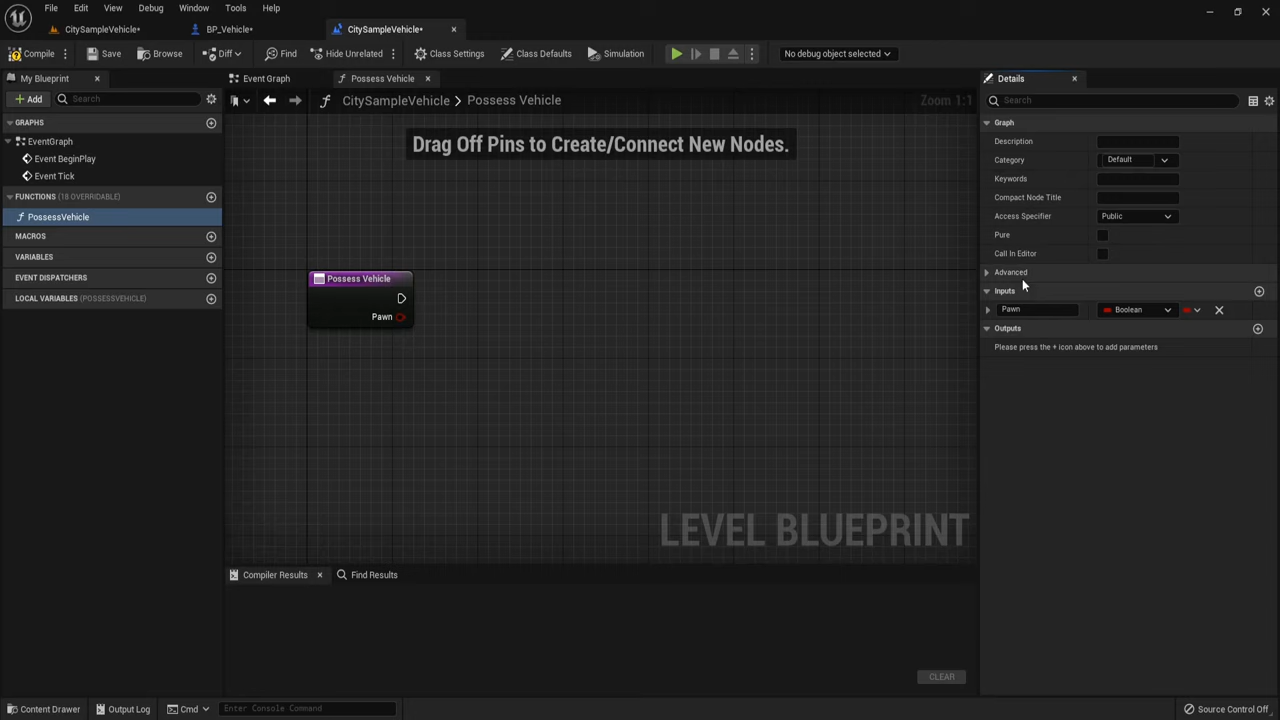 File Edit View Debug Window Tools Help
CitySampleVehicle• BP_Vehicle• CitySampleVehicle•
Compile Save Browse Diff Find Hide Unrelated Class Settings Class Defaults Simulation No debug object selected
My Blueprint Event Graph Possess Vehicle Details
Add Search CitySampleVehicle > Possess Vehicle Zoom 1:1 Search
GRAPHS Graph
EventGraph Drag Off Pins to Create/Connect New Nodes. Description
Event BeginPlay Category Default
Event Tick Keywords
FUNCTIONS (18 OVERRIDABLE) Compact Node Title
PossessVehicle Access Specifier Public
MACROS Pure
VARIABLES Call In Editor
EVENT DISPATCHERS Possess Vehicle Advanced
LOCAL VARIABLES (POSSESSVEHICLE) Inputs
Pawn Pawn Boolean
Outputs
Please press the + icon above to add parameters
LEVEL BLUEPRINT
Compiler Results Find Results
CLEAR
Content Drawer Output Log Cmd Enter Console Command Source Control Off